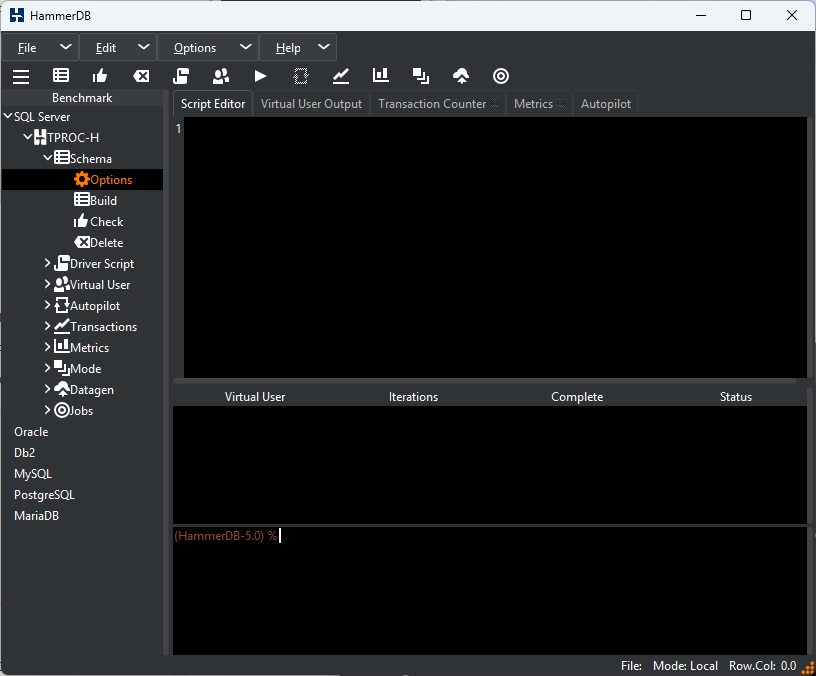 HammerDB
File Edit Options Help
Benchmark
Script Editor Virtual User Output Transaction Counter Metrics Autopilot
SQL Server
1
TPROC-H
Schema
Options
Build
Check
Delete
Driver Script
Virtual User
Autopilot
Transactions
Metrics
Mode
Datagen
Jobs
Oracle
Db2
MySQL
PostgreSQL
MariaDB
Virtual User Iterations Complete Status
(HammerDB-5.0) %
File: Mode: Local Row.Col: 0.0